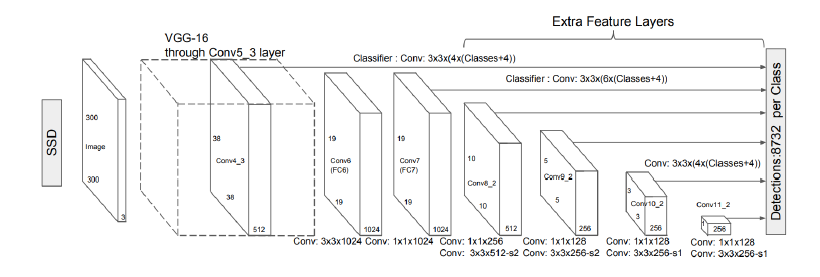 Extra Feature Layers
VGG-16
through Conv5_3 layer
Classifier : Conv: 3x3x(4x(Classes+4))
Classifier : Conv: 3x3x(6x(Classes+4))
SSD
300
Image
300
3
38
Conv4_3
38
512
19
Conv6
(FC6)
19
1024
19
Conv7
(FC7)
19
1024
10
Conv8_2
10
512
5
Conv9_2
5
256
Conv: 3x3x(4x(Classes+4))
3
Conv10_2
3
256
Conv11_2
1
256
Detections:8732 per Class
Conv: 3x3x1024
Conv: 1x1x1024
Conv: 1x1x256
Conv: 3x3x512-s2
Conv: 1x1x128
Conv: 3x3x256-s2
Conv: 1x1x128
Conv: 3x3x256-s1
Conv: 1x1x128
Conv: 3x3x256-s1